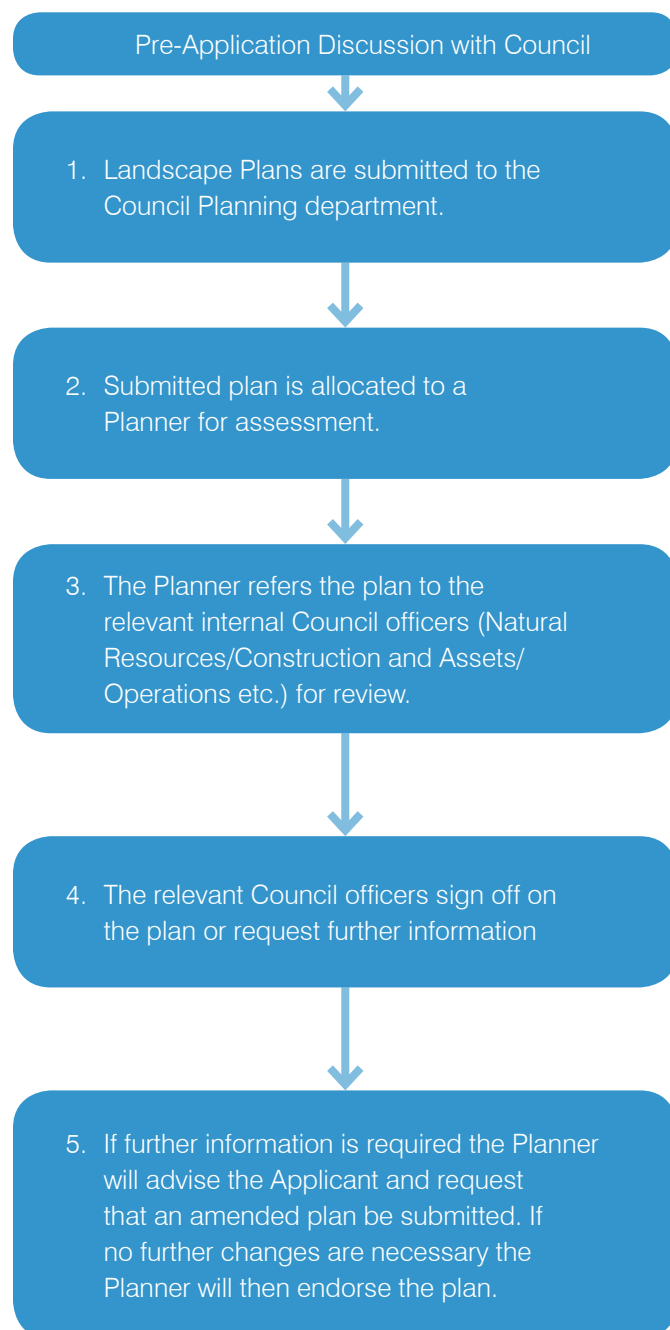 Pre-Application Discussion with Council
1. Landscape Plans are submitted to the
Council Planning department.
2. Submitted plan is allocated to a
Planner for assessment.
3. The Planner refers the plan to the
relevant internal Council officers (Natural
Resources/Construction and Assets/
Operations etc.) for review.
4. The relevant Council officers sign off on
the plan or request further information
5. If further information is required the Planner
will advise the Applicant and request
that an amended plan be submitted. If
no further changes are necessary the
Planner will then endorse the plan.